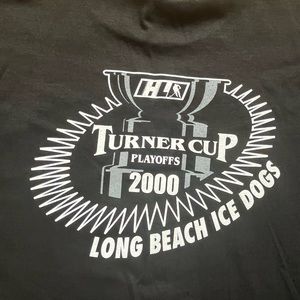 IHL
TURNER CUP
PLAYOFFS
2000
LONG BEACH ICE DOGS